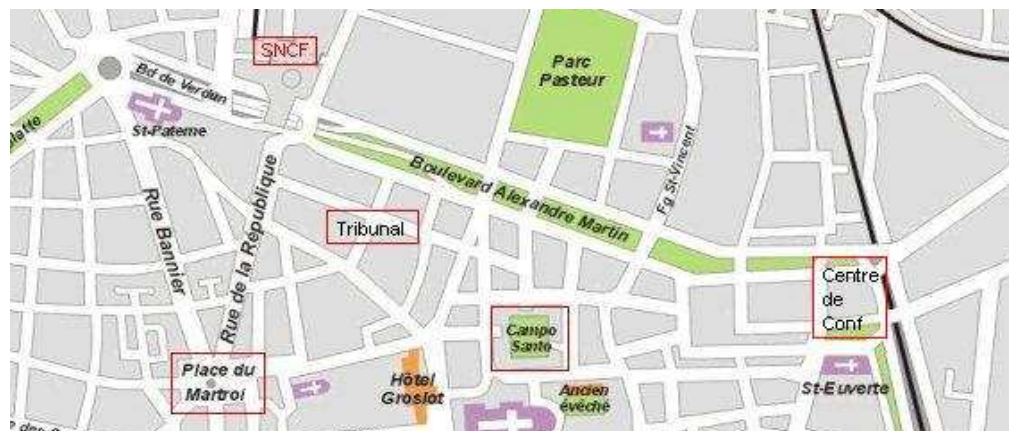 SNCF
Parc
Pasteur
Bd de Verdun
St-Paterne
latte
Boulevard Alexandre Martin
Fg St-Vincent
Rue Bannier
Rue de la République
Tribunal
Centre
de
Conf
Campo
Santo
Place du
Martroi
Hôtel
Groslot
Ancien
évêché
St-Euverte